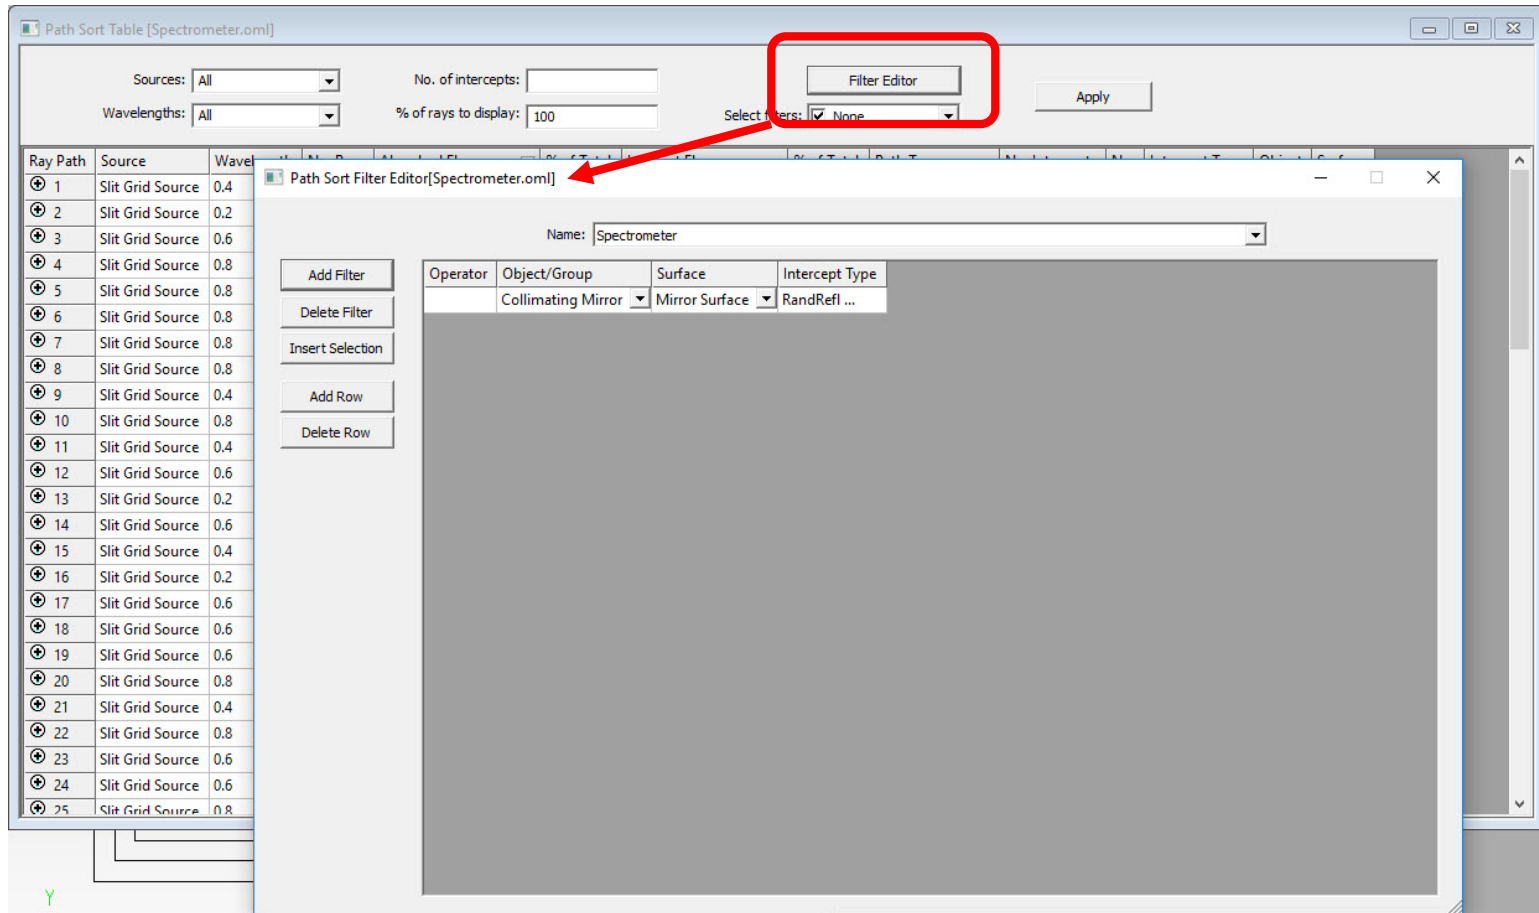 Path Sort Table [Spectrometer.oml]
Sources: All No. of intercepts: Filter Editor
Apply
Wavelengths: All % of rays to display: 100 Select filters: None
Ray Path Source
1 Slit Grid Source 0.4
2 Slit Grid Source 0.2
3 Slit Grid Source 0.6
4 Slit Grid Source 0.8
5 Slit Grid Source 0.8
6 Slit Grid Source 0.8
7 Slit Grid Source 0.8
8 Slit Grid Source 0.8
9 Slit Grid Source 0.4
10 Slit Grid Source 0.8
11 Slit Grid Source 0.4
12 Slit Grid Source 0.6
13 Slit Grid Source 0.2
14 Slit Grid Source 0.6
15 Slit Grid Source 0.4
16 Slit Grid Source 0.2
17 Slit Grid Source 0.6
18 Slit Grid Source 0.6
19 Slit Grid Source 0.6
20 Slit Grid Source 0.8
21 Slit Grid Source 0.4
22 Slit Grid Source 0.8
23 Slit Grid Source 0.6
24 Slit Grid Source 0.6
25 Slit Grid Source 0.8
Path Sort Filter Editor[Spectrometer.oml]
Name: Spectrometer
Add Filter
Delete Filter
Insert Selection
Add Row
Delete Row
Operator Object/Group Surface Intercept Type
Collimating Mirror Mirror Surface RandRefl ...
Y